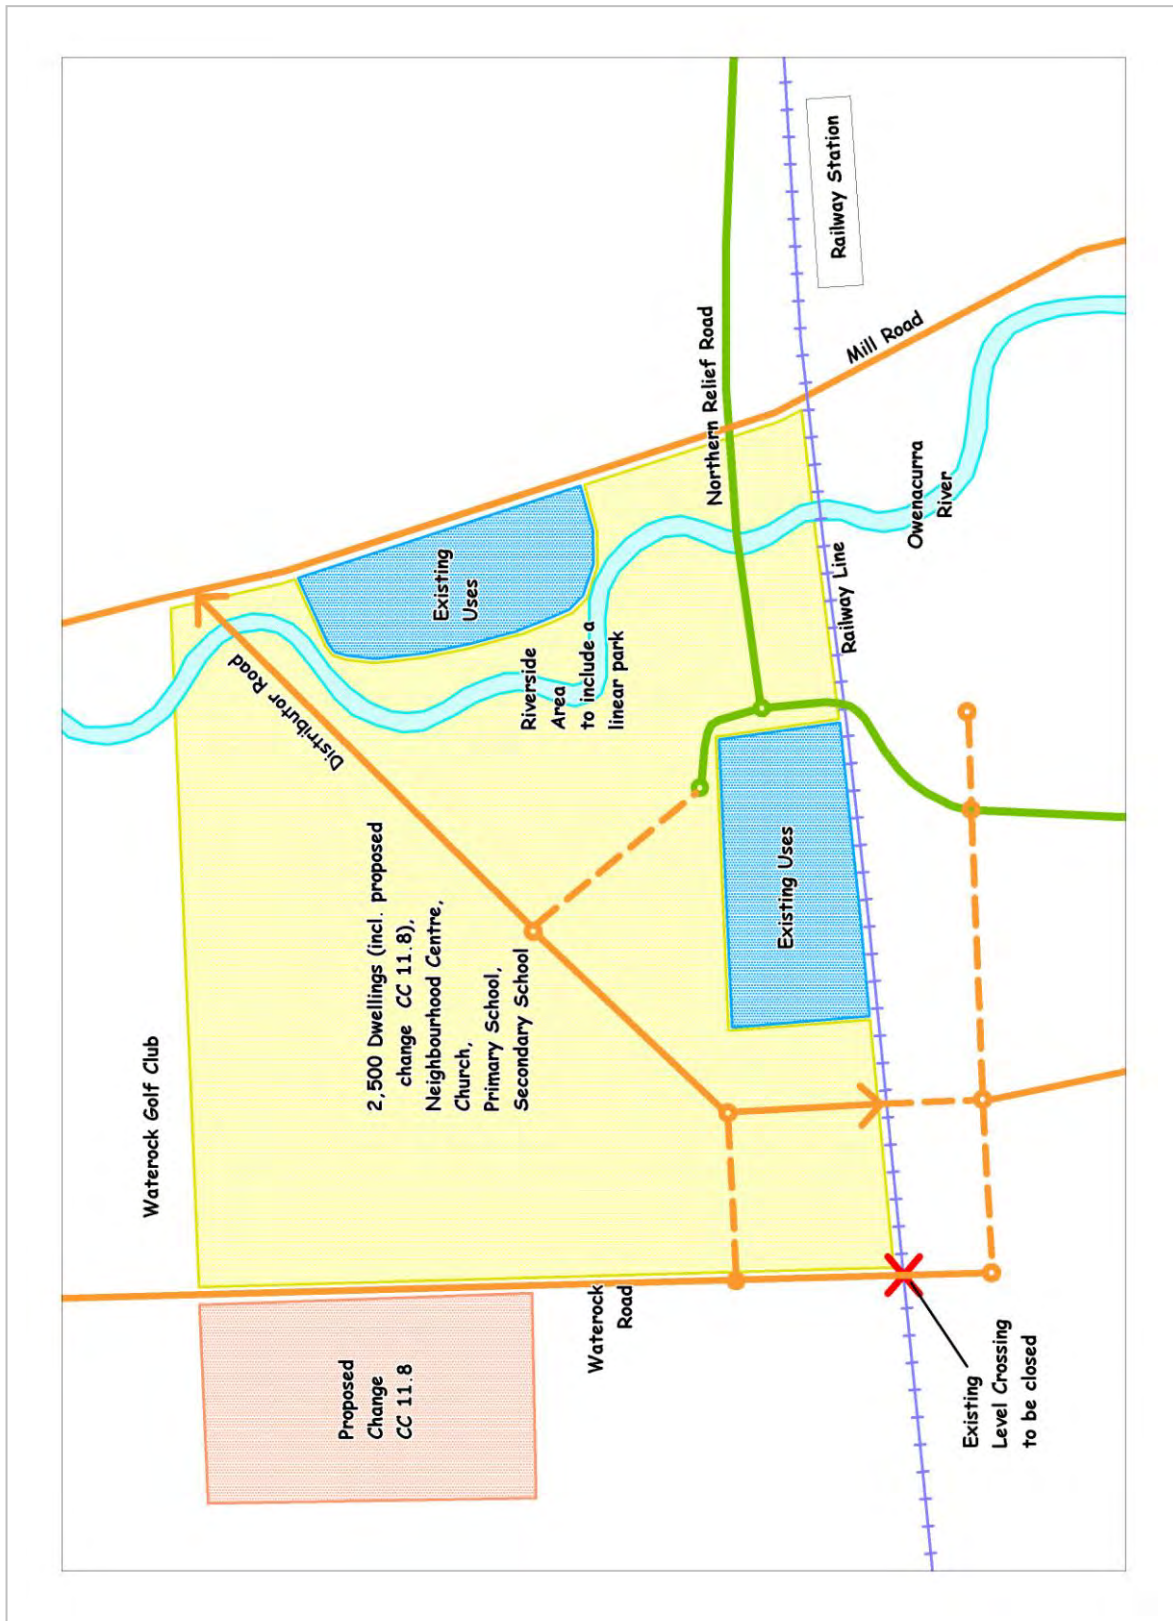 Waterock Golf Club
Proposed
Change
CC 11.8
2,500 Dwellings (incl. proposed
change CC 11.8),
Neighbourhood Centre,
Church,
Primary School,
Secondary School
Distributor Road
Existing
Uses
Riverside
Area
to include a
linear park
Waterock
Road
Northern Relief Road
Existing Uses
Railway Line
Railway Station
Mill Road
Owenacurra
River
Existing
Level Crossing
to be closed